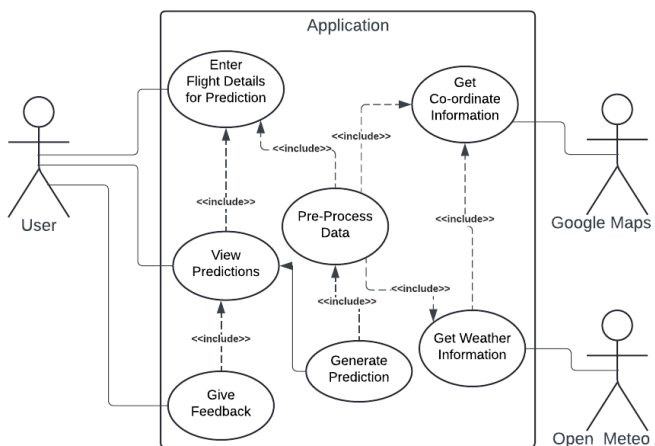 Application
Enter
Flight Details
for Prediction
Get
Co-ordinate
Information
<<include>>
<<include>>
<<include>>
User
Pre-Process
Data
<<include>>
Google Maps
View
Predictions
<<include>>
<<include>>
<<include>>
Get Weather
Information
Generate
Prediction
Give
Feedback
Open Meteo